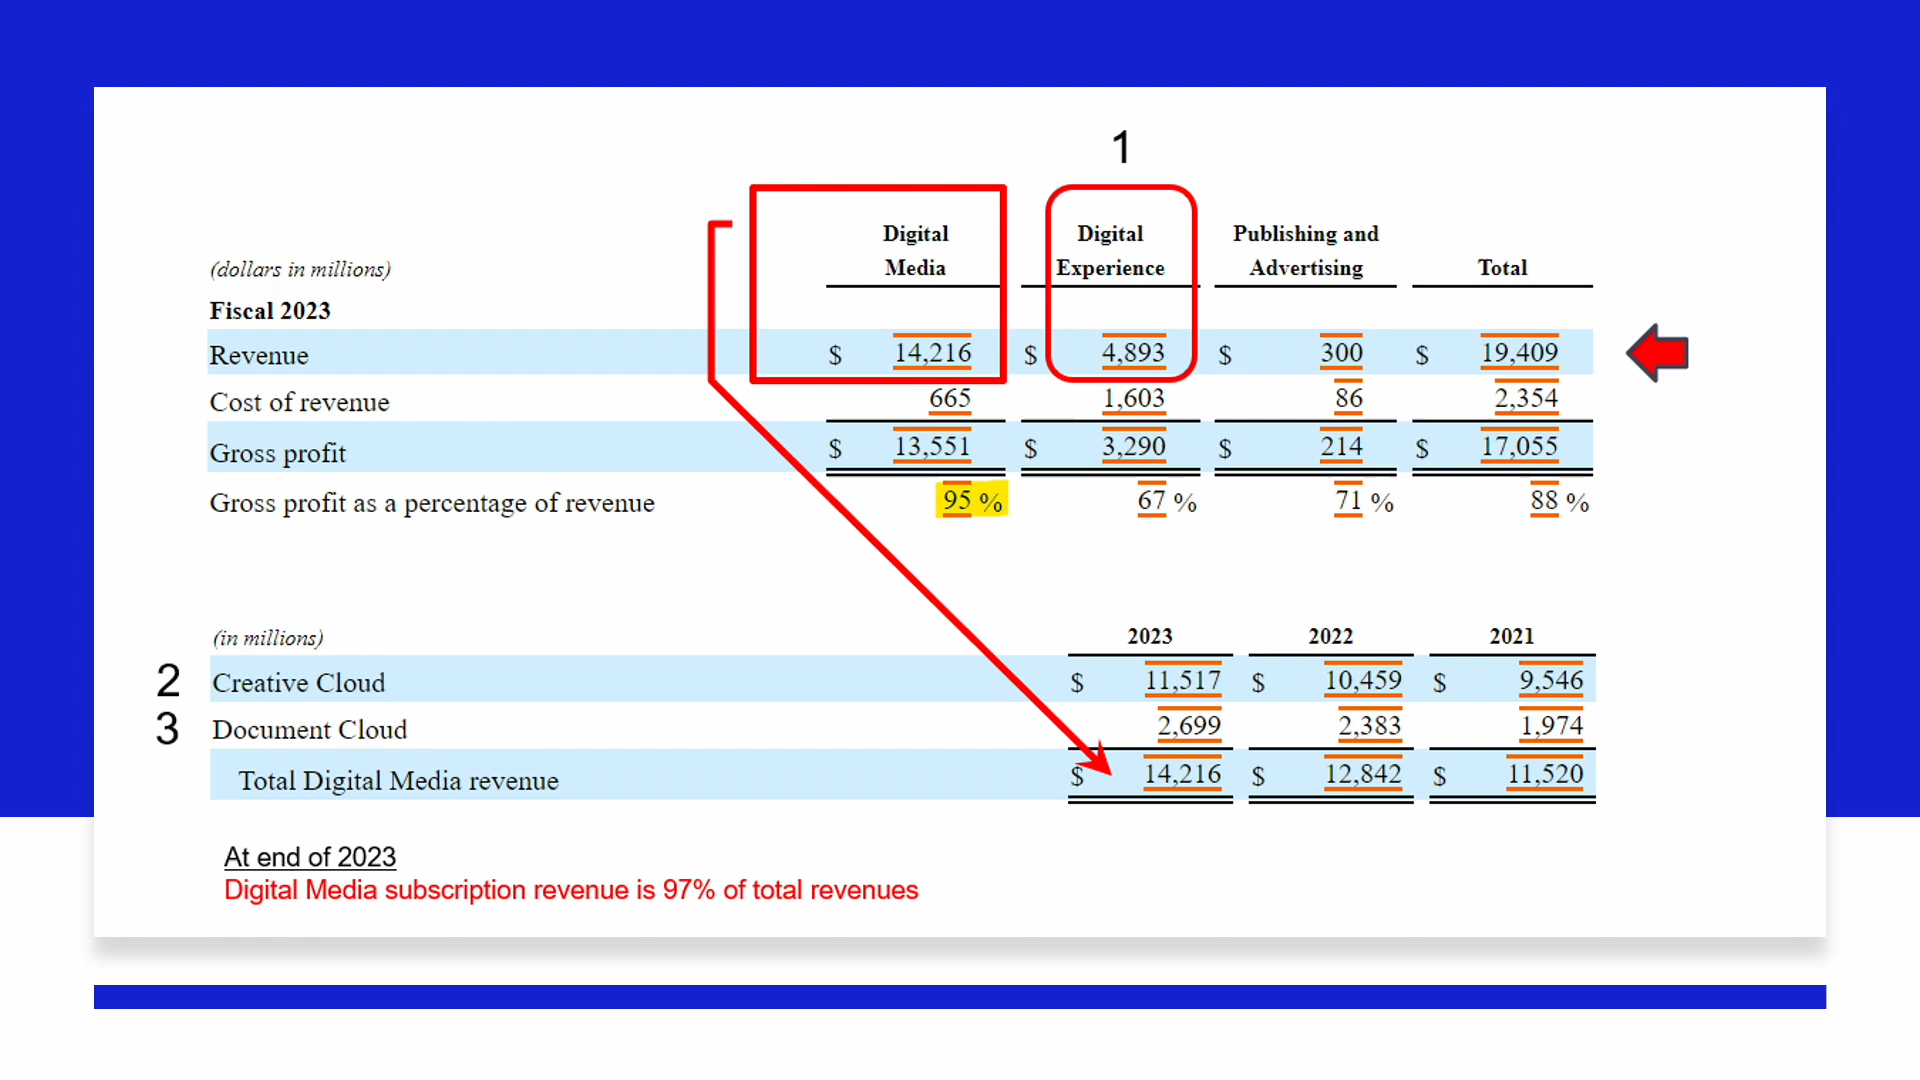 1
Digital Digital Publishing and
(dollars in millions) Media Experience Advertising Total
Fiscal 2023
Revenue $ 14,216 $ 4,893 $ 300 $ 19,409
Cost of revenue 665 1,603 86 2,354
Gross profit $ 13,551 $ 3,290 $ 214 $ 17,055
Gross profit as a percentage of revenue 95 % 67 % 71 % 88 %
(in millions) 2023 2022 2021
2 Creative Cloud $ 11,517 $ 10,459 $ 9,546
3 Document Cloud 2,699 2,383 1,974
Total Digital Media revenue $ 14,216 $ 12,842 $ 11,520
At end of 2023
Digital Media subscription revenue is 97% of total revenues